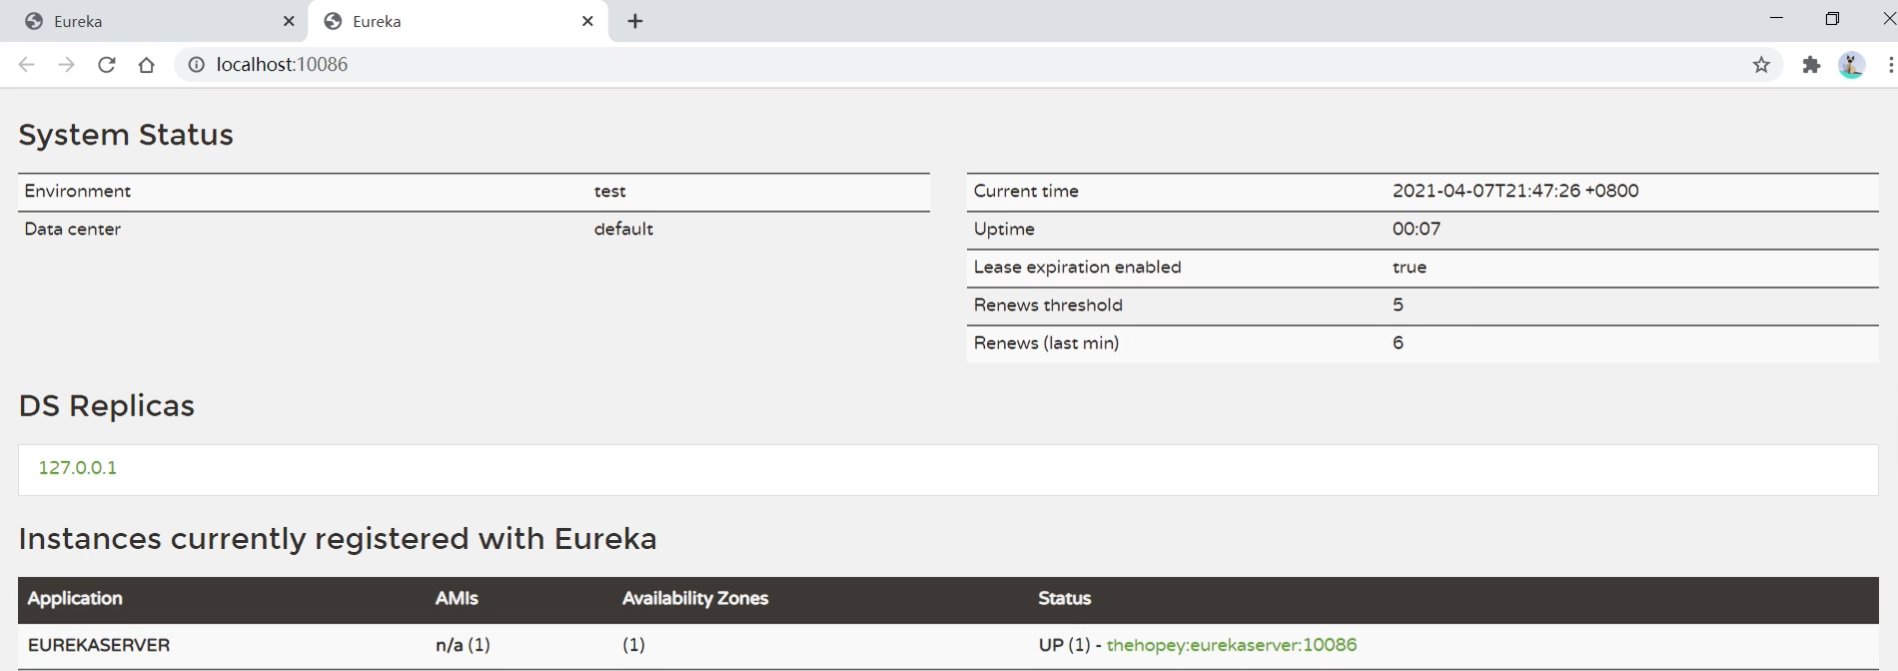 Eureka
Eureka
localhost:10086
System Status
Environment test
Data center default
Current time 2021-04-07T21:47:26 +0800
Uptime 00:07
Lease expiration enabled true
Renews threshold 5
Renews (last min) 6
DS Replicas
127.0.0.1
Instances currently registered with Eureka
Application AMIs Availability Zones Status
EUREKASERVER n/a (1) (1) UP (1) - thehopey:eurekaserver:10086